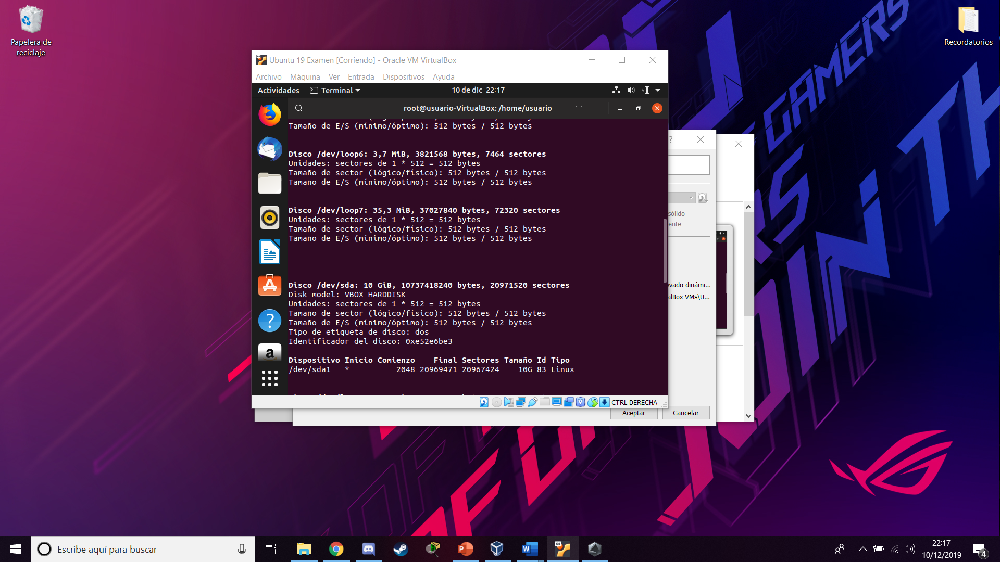 Papelera de
reciclaje
Recordatorios
GAMERS
Ubuntu 19 Examen [Corriendo] - Oracle VM VirtualBox
Archivo Máquina Ver Entrada Dispositivos Ayuda
Actividades Terminal 10 de dic 22:17
root@usuario-VirtualBox: /home/usuario
Tamaño de E/S (mínimo/óptimo): 512 bytes / 512 bytes
Disco /dev/loop6: 3,7 MiB, 3821568 bytes, 7464 sectores
Unidades: sectores de 1 * 512 = 512 bytes
Tamaño de sector (lógico/físico): 512 bytes / 512 bytes
Tamaño de E/S (mínimo/óptimo): 512 bytes / 512 bytes
Disco /dev/loop7: 35,3 MiB, 37027840 bytes, 72320 sectores
Unidades: sectores de 1 * 512 = 512 bytes
Tamaño de sector (lógico/físico): 512 bytes / 512 bytes
Tamaño de E/S (mínimo/óptimo): 512 bytes / 512 bytes
Disco /dev/sda: 10 GiB, 10737418240 bytes, 20971520 sectores
Disk model: VBOX HARDDISK
Unidades: sectores de 1 * 512 = 512 bytes
Tamaño de sector (lógico/físico): 512 bytes / 512 bytes
Tamaño de E/S (mínimo/óptimo): 512 bytes / 512 bytes
Tipo de etiqueta de disco: dos
Identificador del disco: 0xe52e6be3
Dispositivo Inicio Comienzo Final Sectores Tamaño Id Tipo
/dev/sda1 * 2048 20969471 20967424 10G 83 Linux
CTRL DERECHA
?
sólido
ente
evado dinámi...
alBox VMs\U...
Aceptar Cancelar
Escribe aquí para buscar
22:17
10/12/2019
4